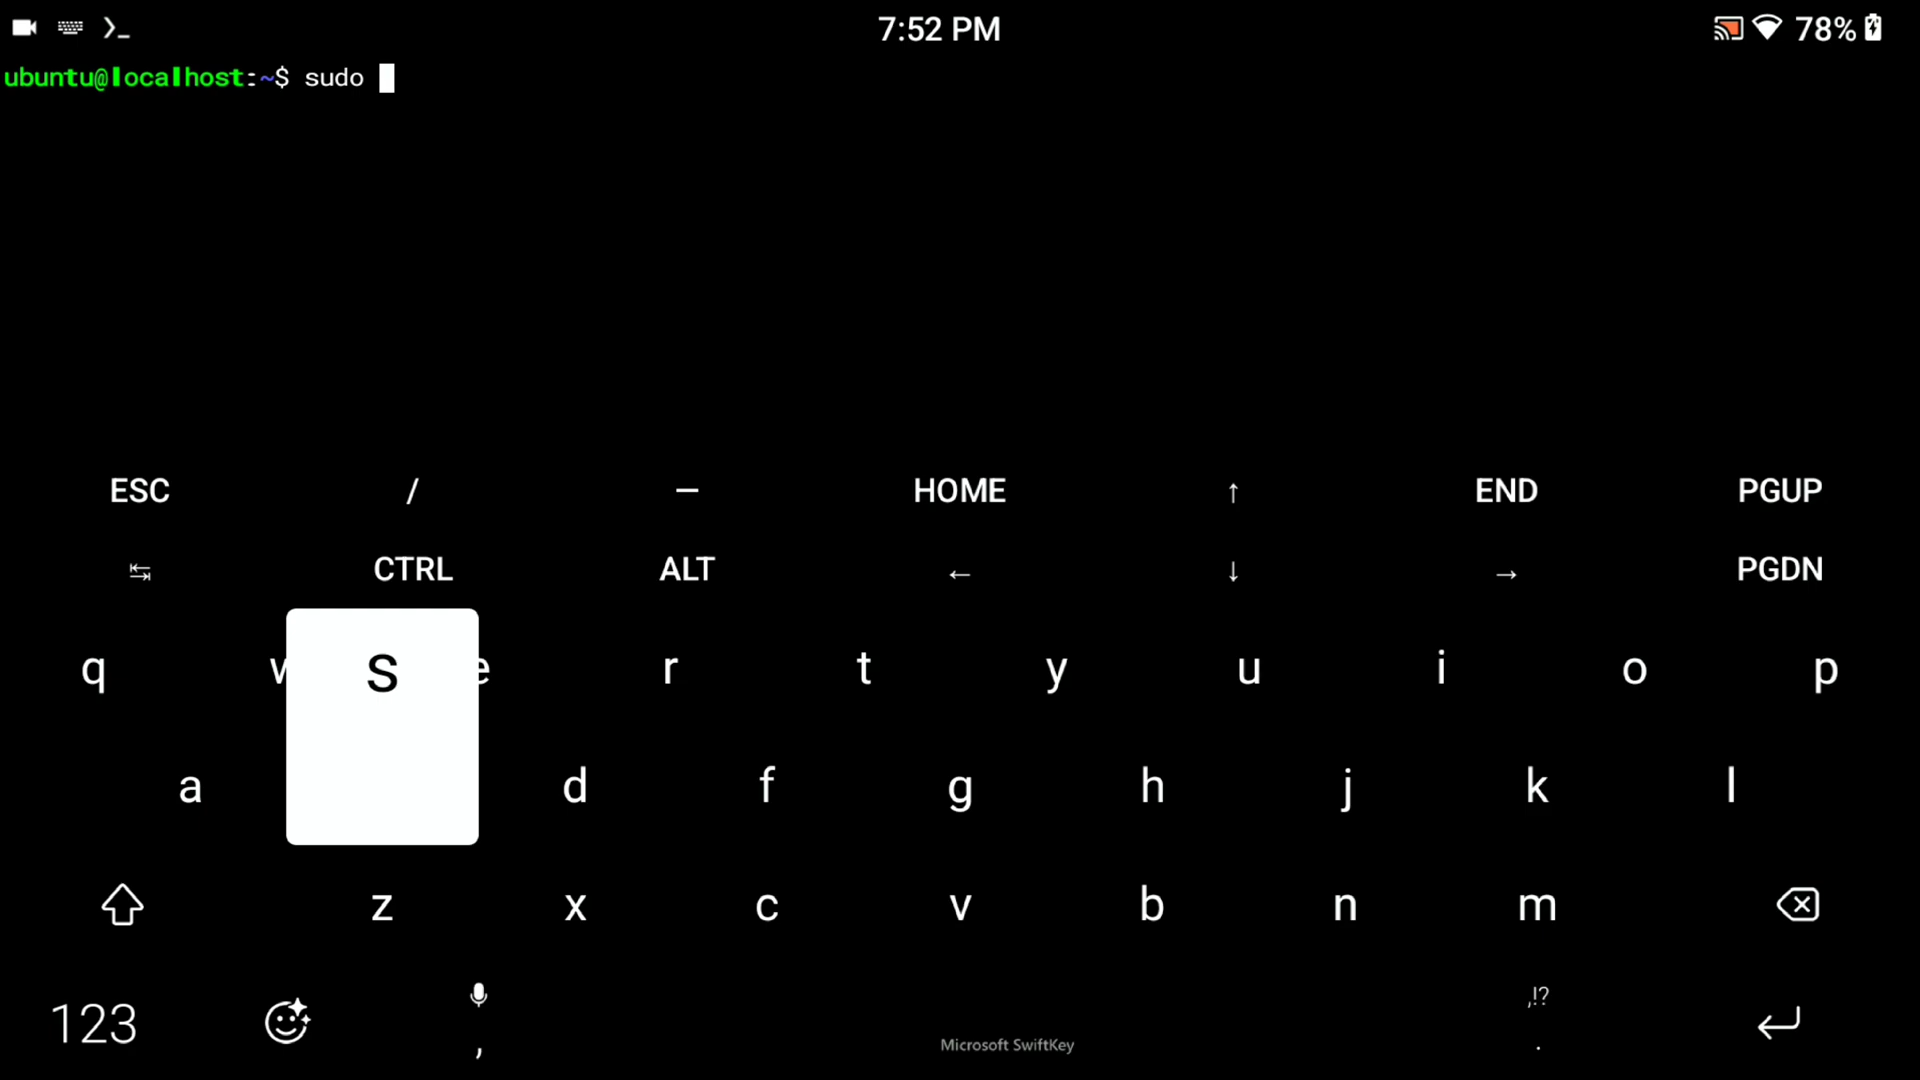 7:52 PM 78%
ubuntu@localhost:~$ sudo
ESC / — HOME ↑ END PGUP
⇆ CTRL ALT ← ↓ → PGDN
q w S e r t y u i o p
a d f g h j k l
z x c v b n m
123 , Microsoft SwiftKey ,!? .